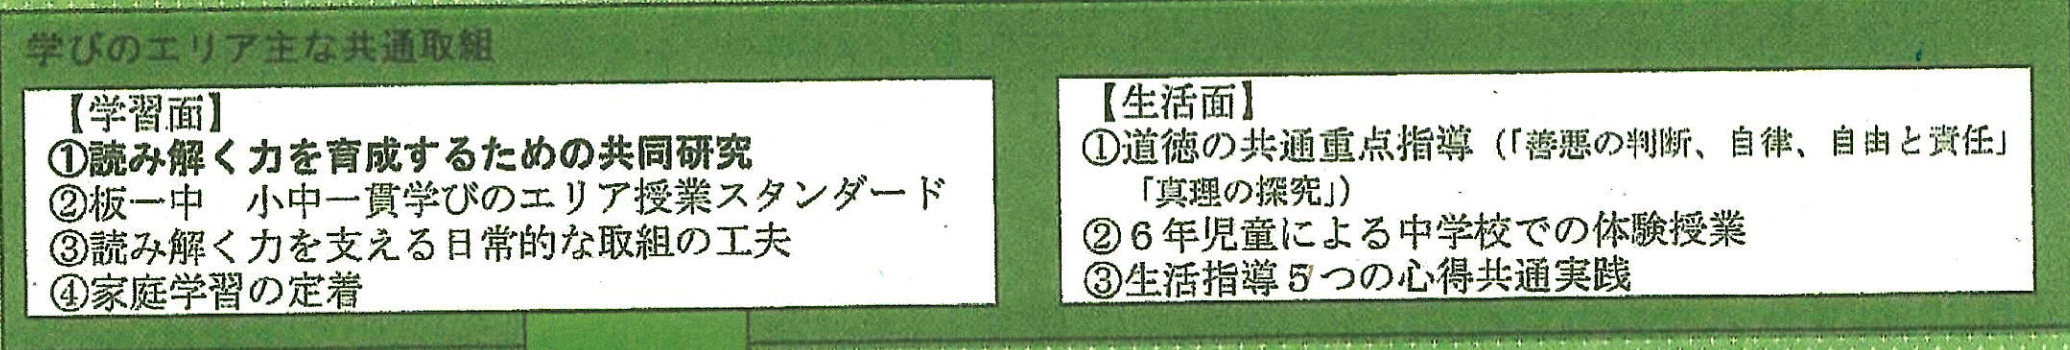 学びのエリア主な共通取組
【学習面】
①読み解く力を育成するための共同研究
②板一中　小中一貫学びのエリア授業スタンダード
③読み解く力を支える日常的な取組の工夫
④家庭学習の定着
【生活面】
①道徳の共通重点指導（「善悪の判断、自律、自由と責任」
「真理の探究」）
②６年児童による中学校での体験授業
③生活指導５つの心得共通実践